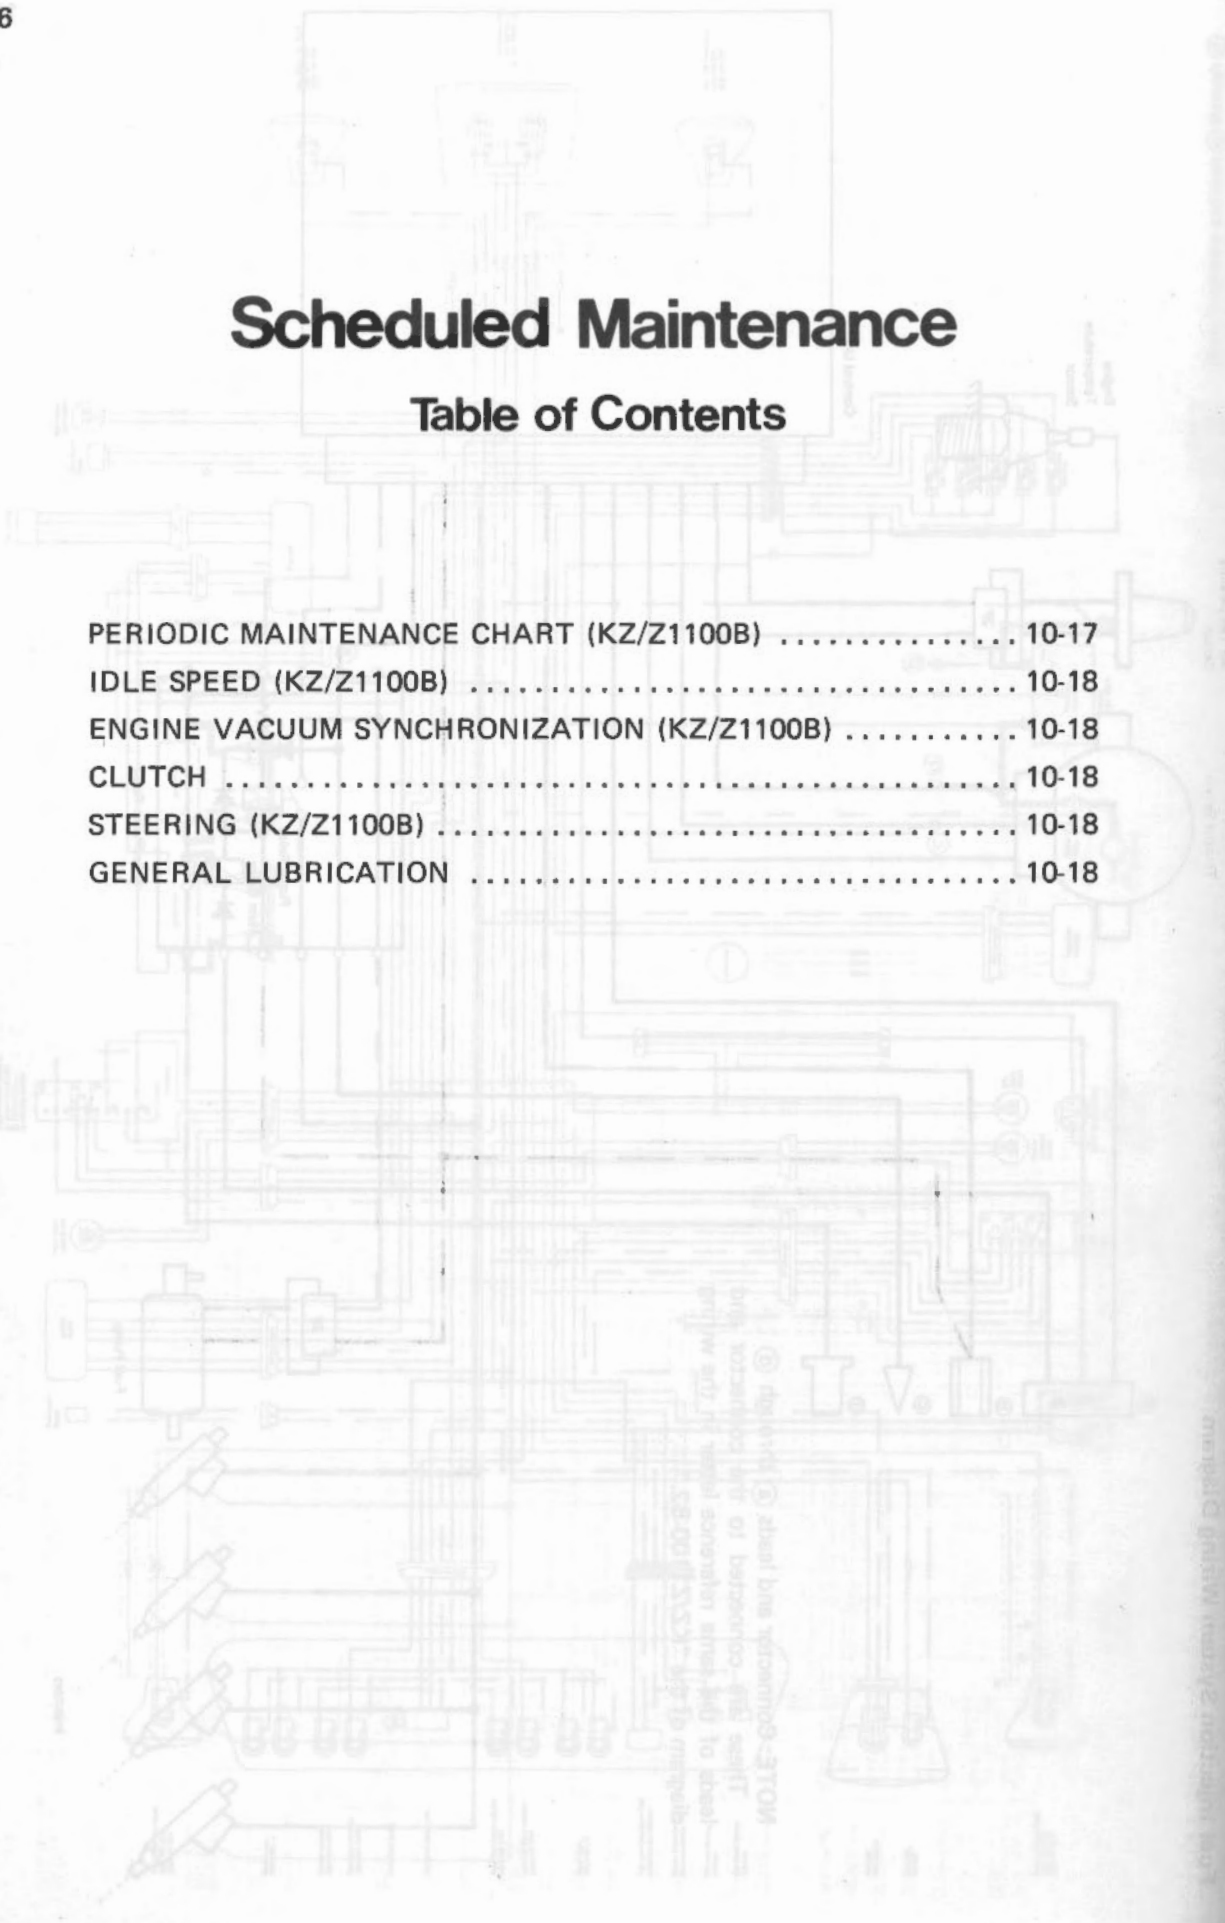 6
Scheduled Maintenance
Table of Contents
PERIODIC MAINTENANCE CHART (KZ/Z1100B) ............... 10-17
IDLE SPEED (KZ/Z1100B) .................................. 10-18
ENGINE VACUUM SYNCHRONIZATION (KZ/Z1100B) ........... 10-18
CLUTCH ................................................. 10-18
STEERING (KZ/Z1100B) .................................... 10-18
GENERAL LUBRICATION .................................. 10-18